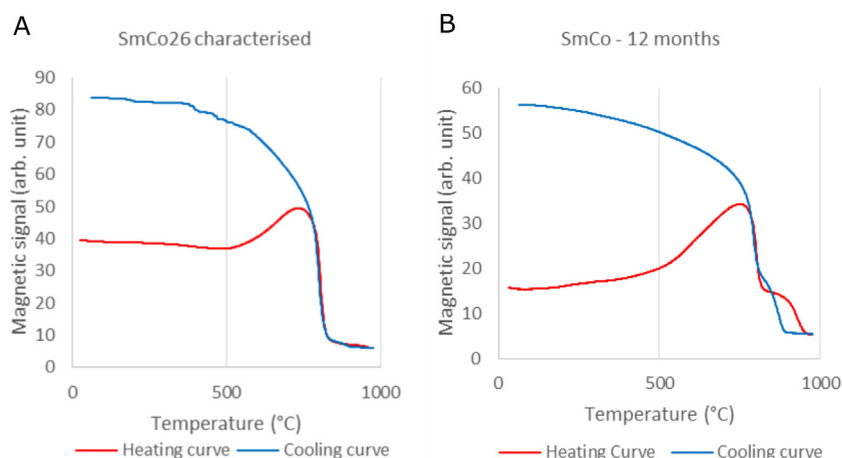 A
SmCo26 characterised
Magnetic signal (arb. unit)
90
80
70
60
50
40
30
20
10
0
0 500 1000
Temperature (°C)
Heating curve Cooling curve
B
SmCo - 12 months
Magnetic signal (arb. unit)
60
50
40
30
20
10
0
0 500 1000
Temperature (°C)
Heating Curve Cooling curve